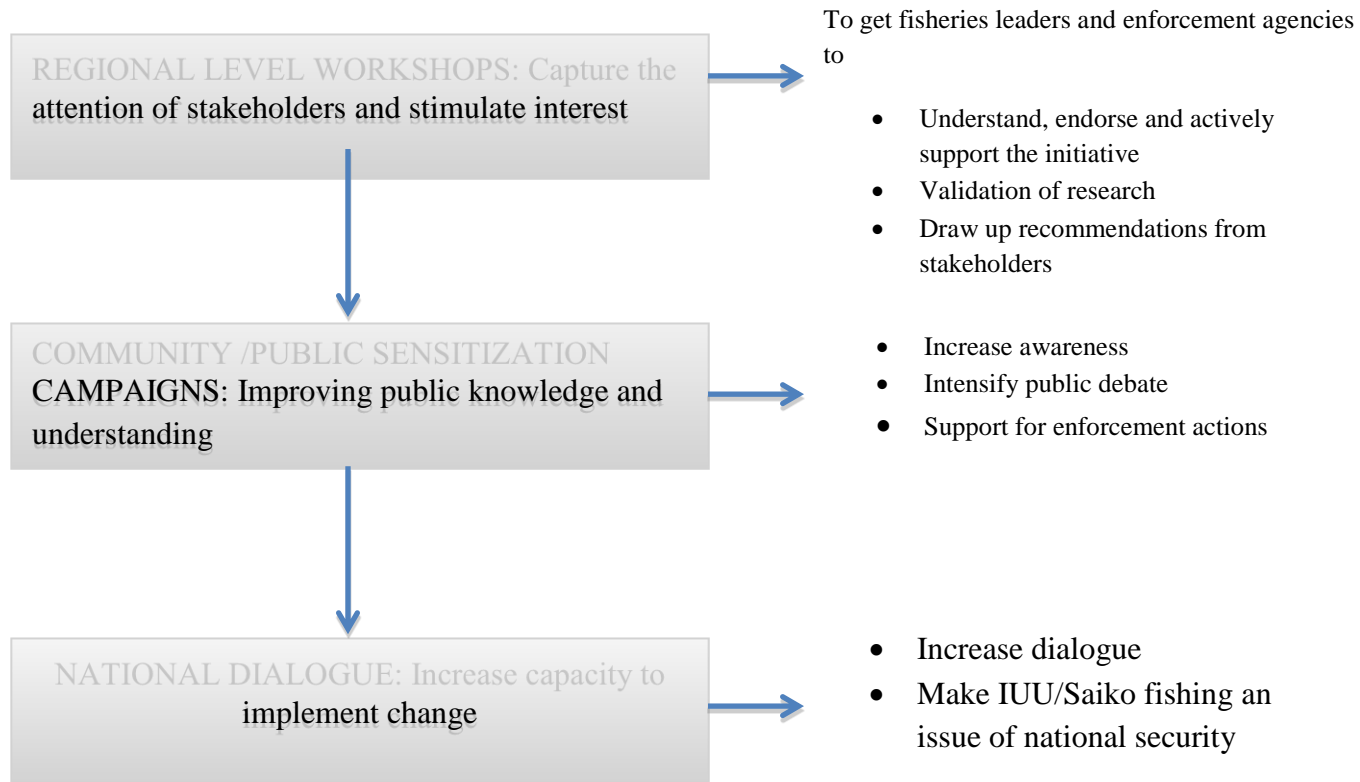 REGIONAL LEVEL WORKSHOPS: Capture the
attention of stakeholders and stimulate interest
To get fisheries leaders and enforcement agencies
to
• Understand, endorse and actively
support the initiative
• Validation of research
• Draw up recommendations from
stakeholders
COMMUNITY /PUBLIC SENSITIZATION
CAMPAIGNS: Improving public knowledge and
understanding
• Increase awareness
• Intensify public debate
• Support for enforcement actions
NATIONAL DIALOGUE: Increase capacity to
implement change
• Increase dialogue
• Make IUU/Saiko fishing an
issue of national security